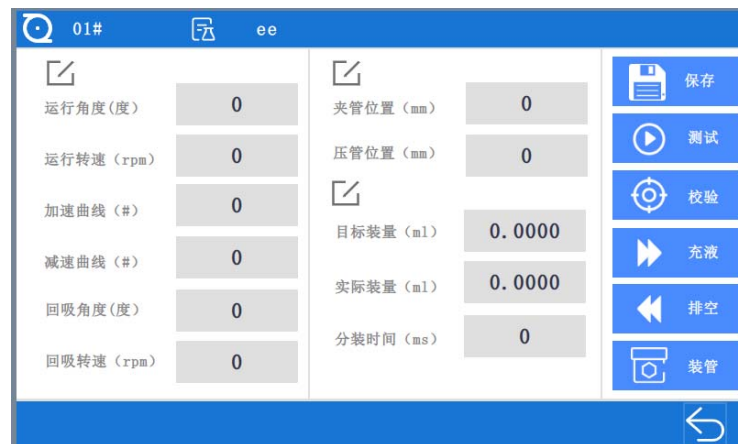 01# ee
运行角度(度) 0
运行转速（rpm） 0
加速曲线（#） 0
减速曲线（#） 0
回吸角度(度) 0
回吸转速（rpm） 0
夹管位置（mm） 0
压管位置（mm） 0
目标装量（ml） 0.0000
实际装量（ml） 0.0000
分装时间（ms） 0
保存
测试
校验
充液
排空
装管